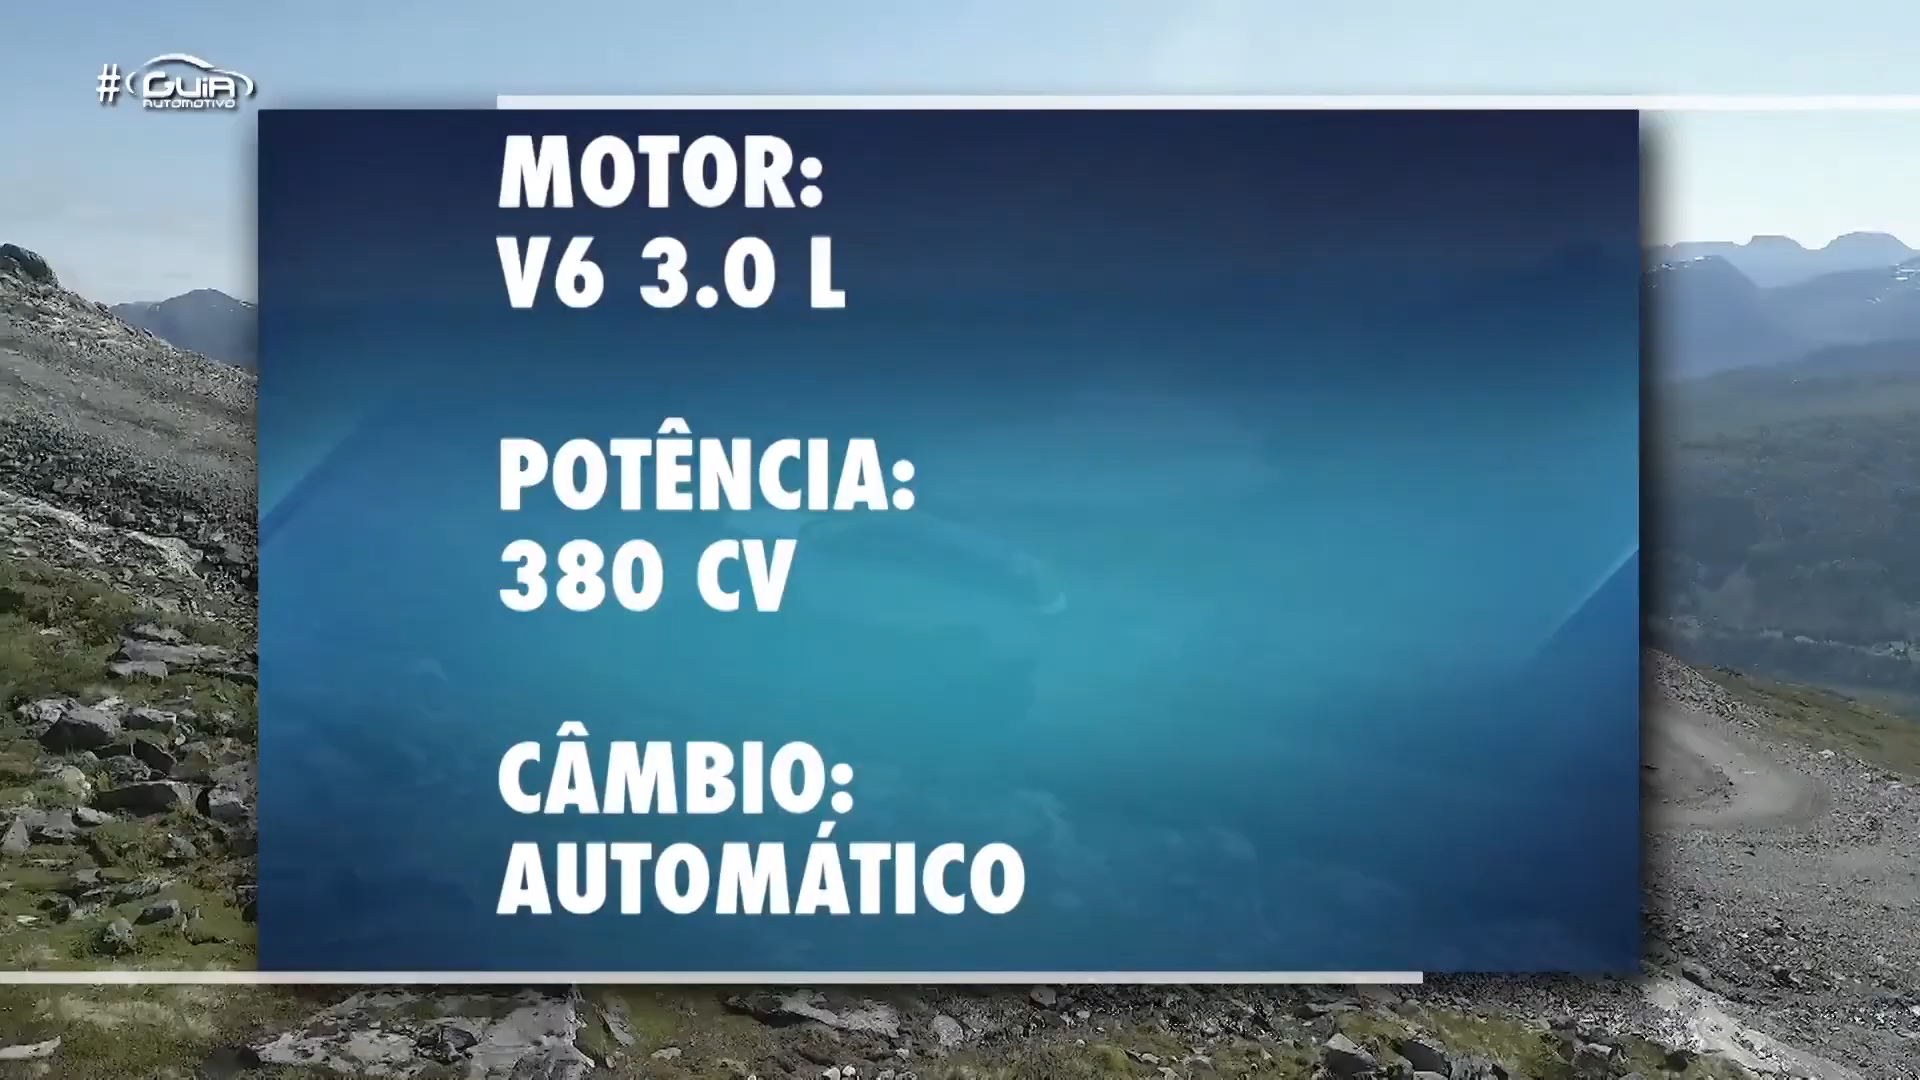 #GUIA
AUTOMOTIVO
MOTOR:
V6 3.0 L
POTÊNCIA:
380 CV
CÂMBIO:
AUTOMÁTICO